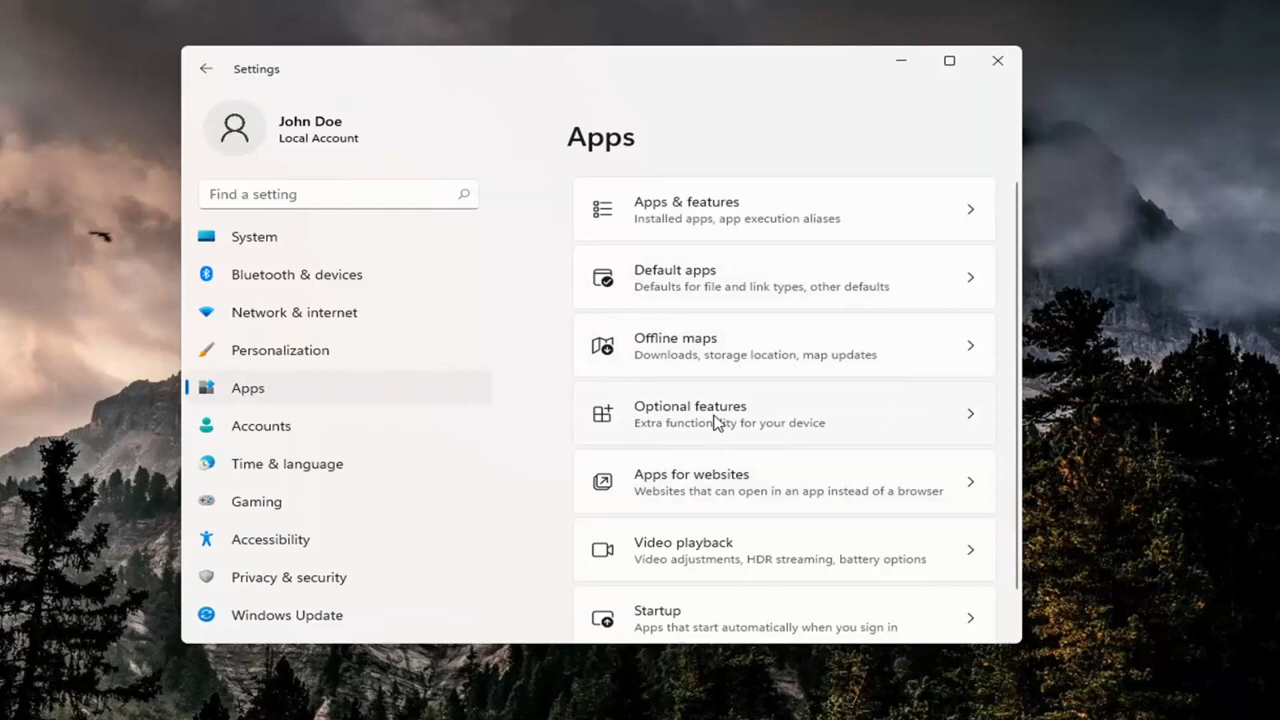 Settings
John Doe
Local Account
Find a setting
System
Bluetooth & devices
Network & internet
Personalization
Apps
Accounts
Time & language
Gaming
Accessibility
Privacy & security
Windows Update
Apps
Apps & features
Installed apps, app execution aliases
Default apps
Defaults for file and link types, other defaults
Offline maps
Downloads, storage location, map updates
Optional features
Extra functionality for your device
Apps for websites
Websites that can open in an app instead of a browser
Video playback
Video adjustments, HDR streaming, battery options
Startup
Apps that start automatically when you sign in